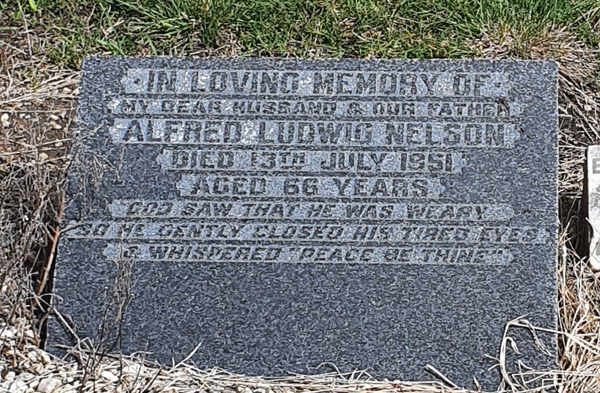 IN LOVING MEMORY OF
MY DEAR HUSBAND & OUR FATHER
ALFRED LUDWIG NELSON
DIED 13TH JULY 1951
AGED 66 YEARS
GOD SAW THAT HE WAS WEARY
SO HE GENTLY CLOSED HIS TIRED EYES
& WHISPERED "PEACE BE THINE"